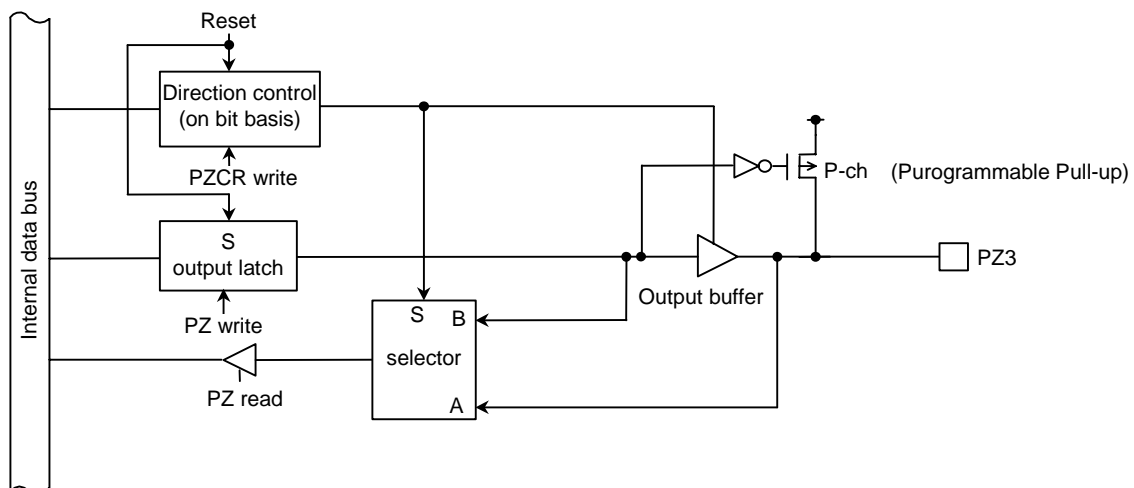 Reset
Direction control
(on bit basis)
PZCR write
P-ch
(Purogrammable Pull-up)
Internal data bus
S
output latch
PZ write
Output buffer
PZ3
S
B
selector
A
PZ read